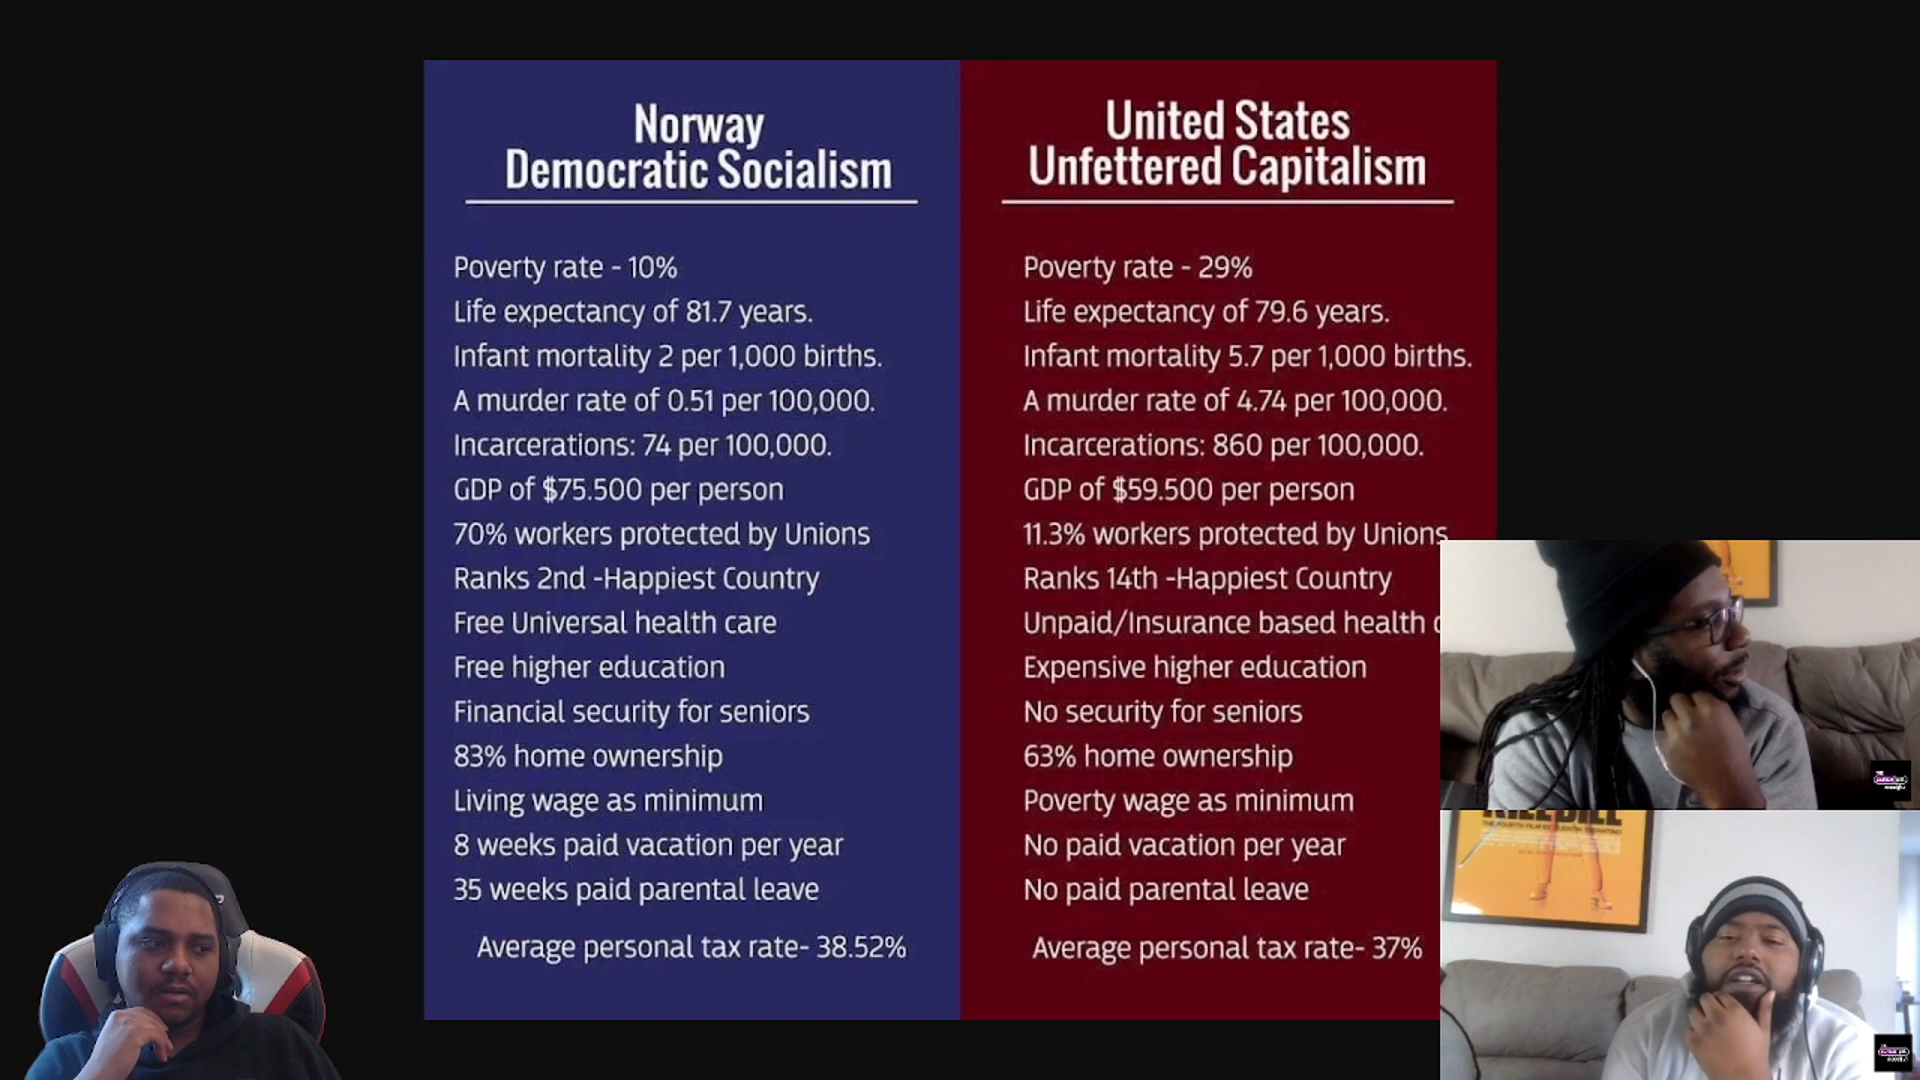 Norway
Democratic Socialism
Poverty rate - 10%
Life expectancy of 81.7 years.
Infant mortality 2 per 1,000 births.
A murder rate of 0.51 per 100,000.
Incarcerations: 74 per 100,000.
GDP of $75.500 per person
70% workers protected by Unions
Ranks 2nd -Happiest Country
Free Universal health care
Free higher education
Financial security for seniors
83% home ownership
Living wage as minimum
8 weeks paid vacation per year
35 weeks paid parental leave
Average personal tax rate- 38.52%
United States
Unfettered Capitalism
Poverty rate - 29%
Life expectancy of 79.6 years.
Infant mortality 5.7 per 1,000 births.
A murder rate of 4.74 per 100,000.
Incarcerations: 860 per 100,000.
GDP of $59.500 per person
11.3% workers protected by Unions
Ranks 14th -Happiest Country
Unpaid/Insurance based health
Expensive higher education
No security for seniors
63% home ownership
Poverty wage as minimum
No paid vacation per year
No paid parental leave
Average personal tax rate- 37%
KILL BILL